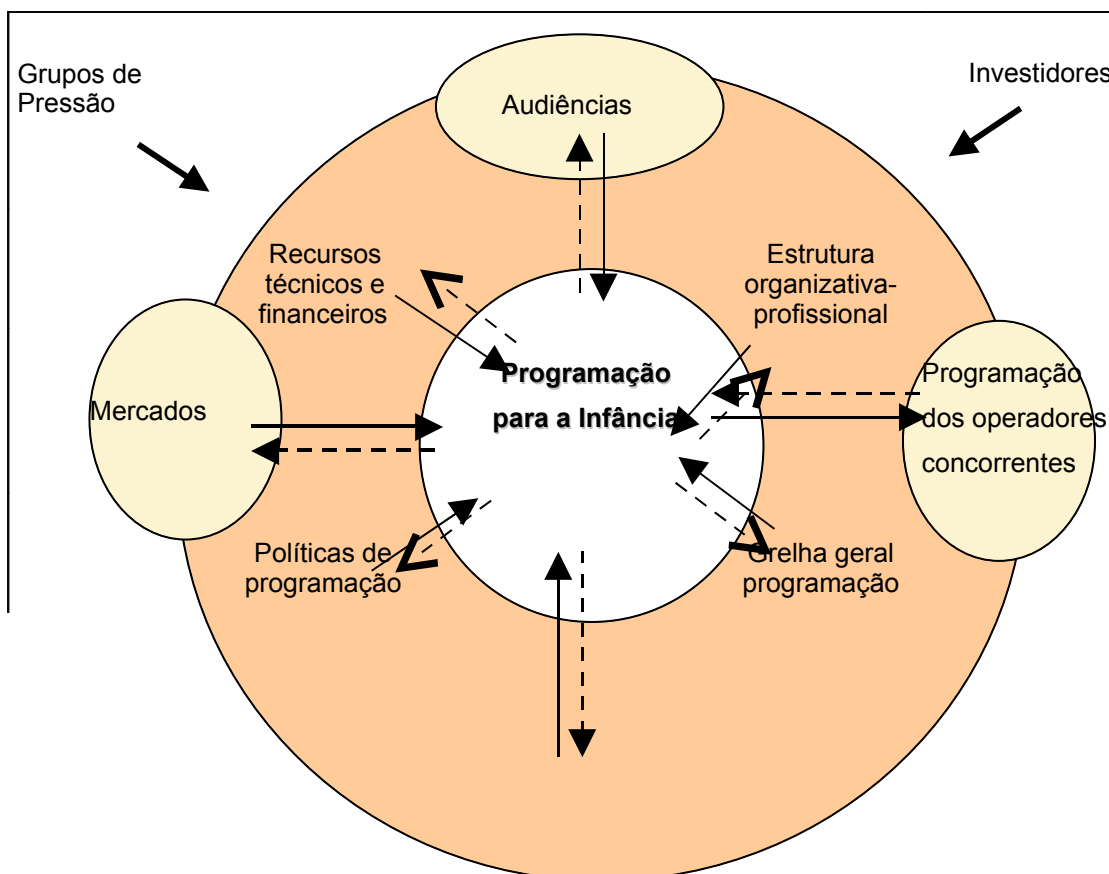 Grupos de
Pressão
Investidores
Audiências
Recursos
técnicos e
financeiros
Estrutura
organizativa-
profissional
Programação
para a Infância
Mercados
Programação
dos operadores
concorrentes
Políticas de
programação
Grelha geral
programação